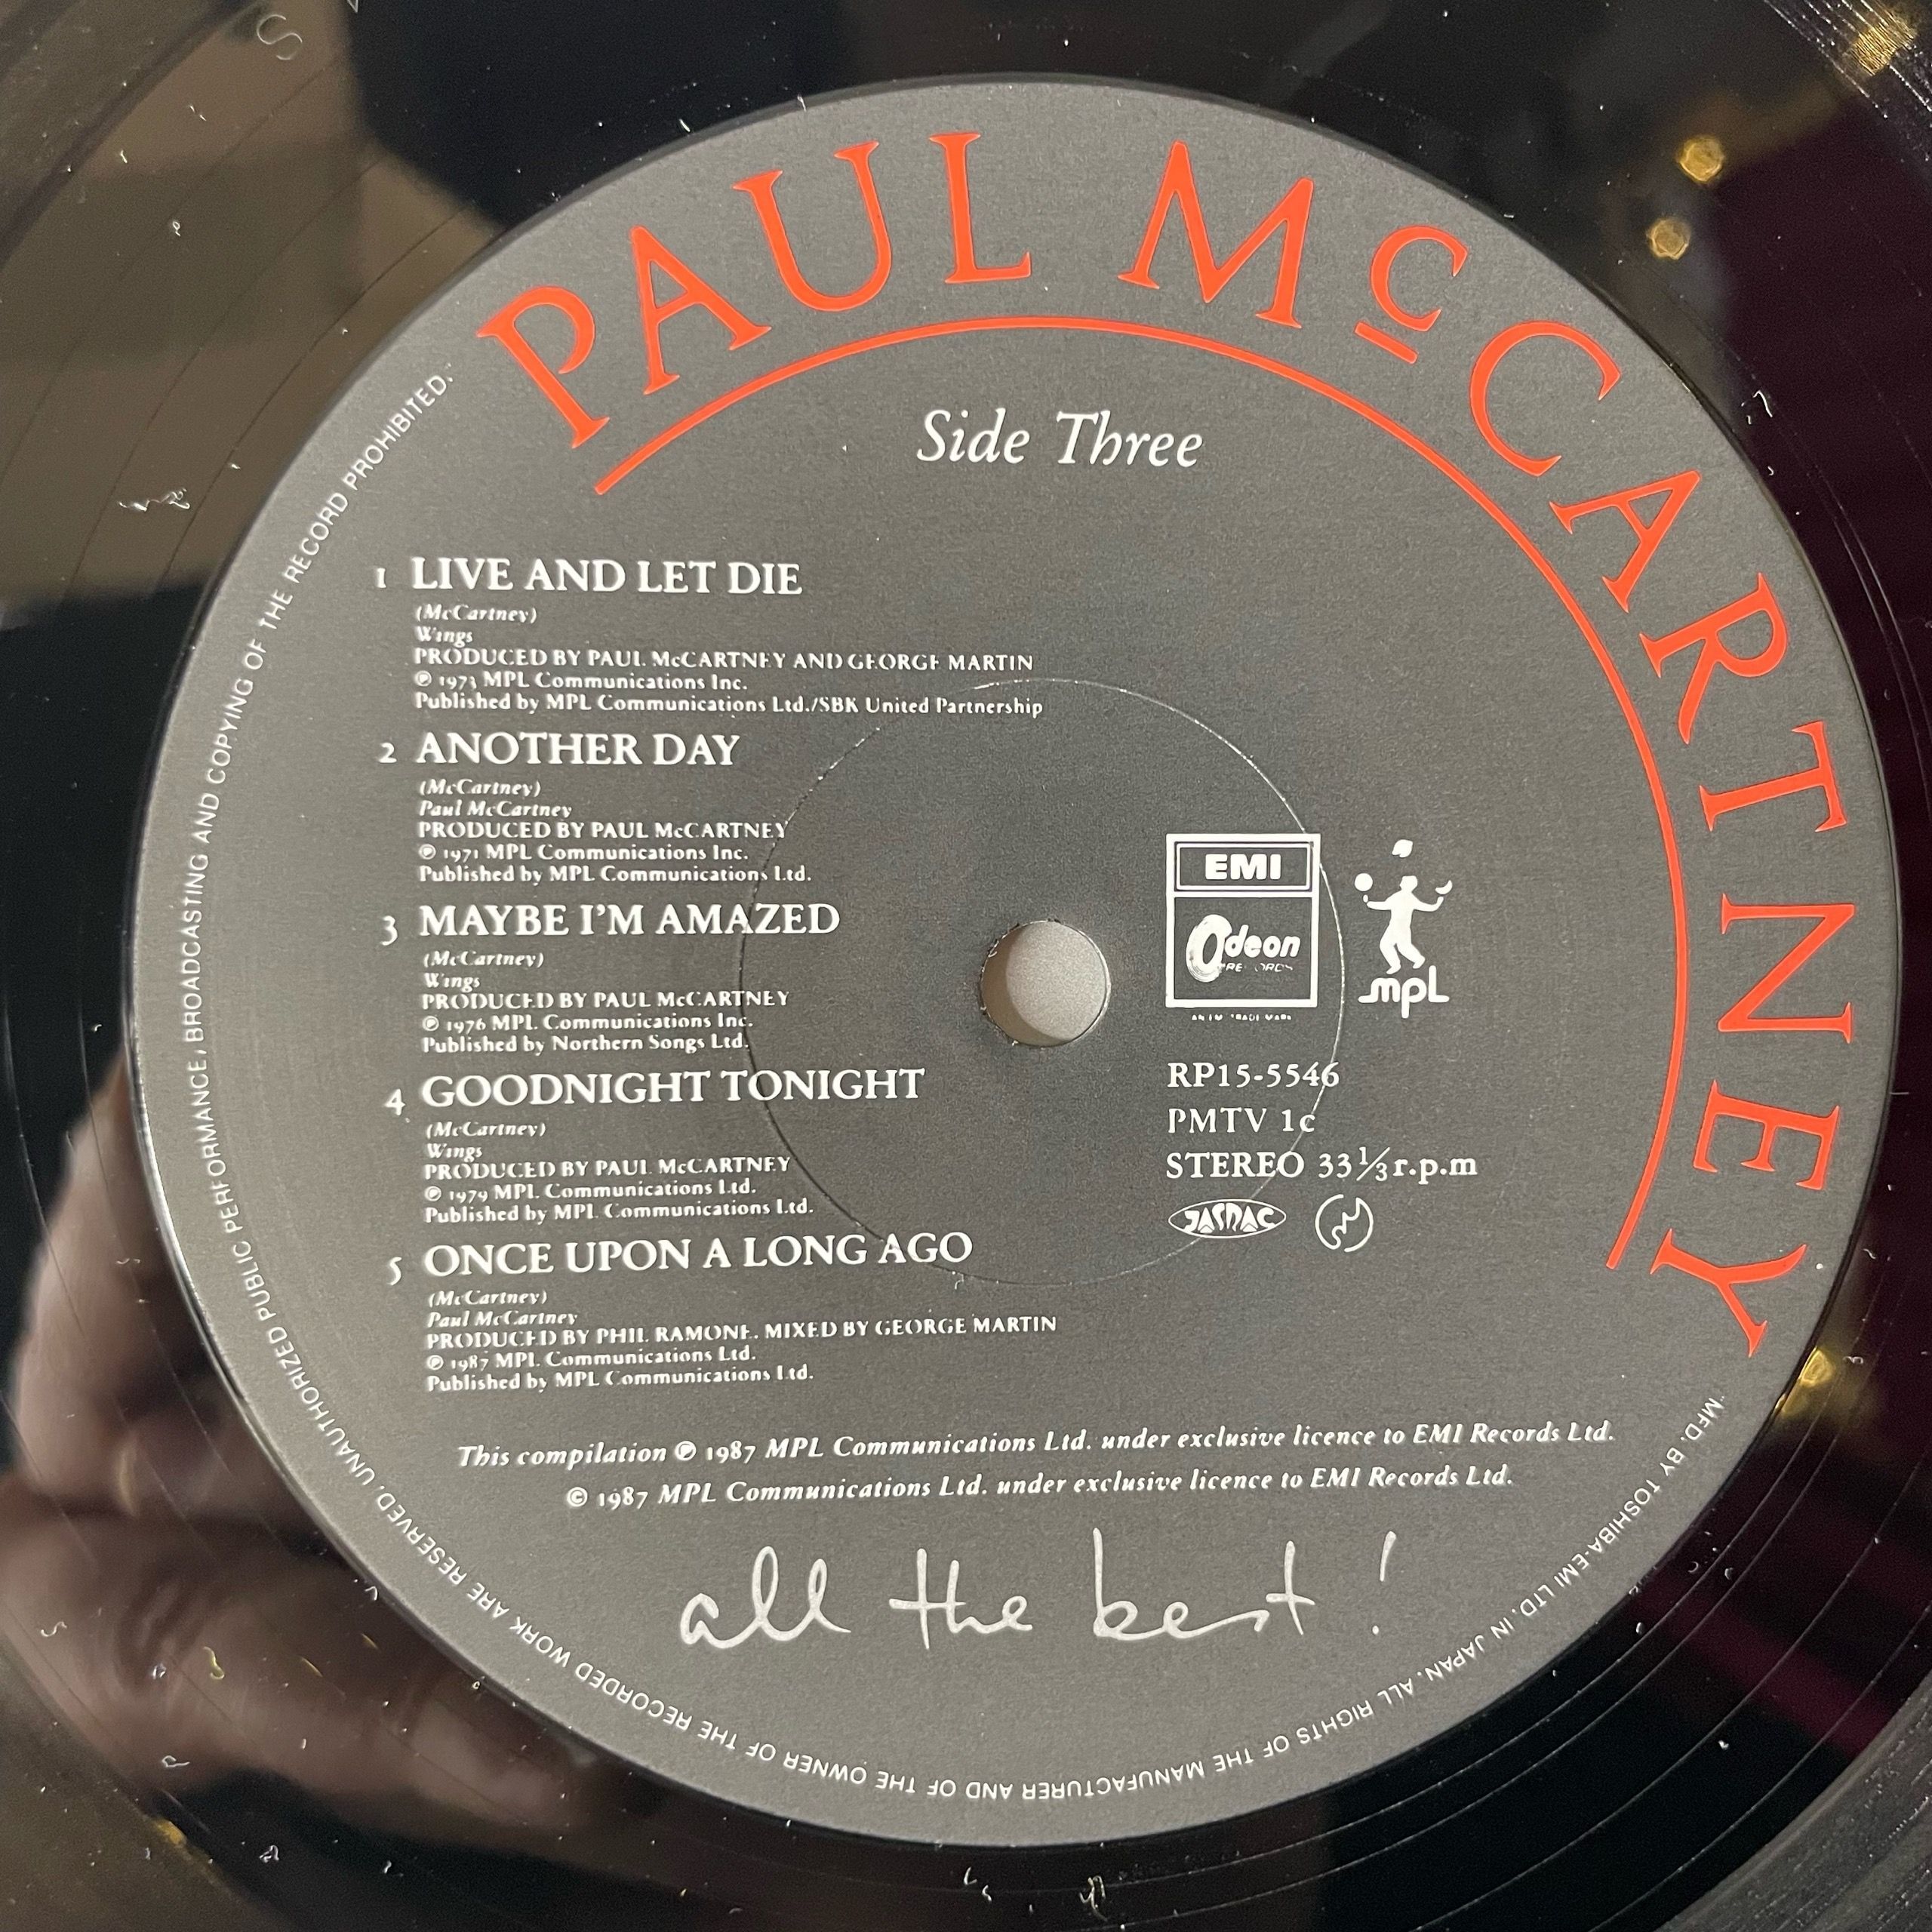 PAUL McCARTNEY
Side Three
1 LIVE AND LET DIE
(McCartney)
Wings
PRODUCED BY PAUL McCARTNEY AND GEORGE MARTIN
℗ 1973 MPL Communications Inc.
Published by MPL Communications Ltd./SBK United Partnership
2 ANOTHER DAY
(McCartney)
Paul McCartney
PRODUCED BY PAUL McCARTNEY
℗ 1971 MPL Communications Inc.
Published by MPL Communications Ltd.
3 MAYBE I'M AMAZED
(McCartney)
Wings
PRODUCED BY PAUL McCARTNEY
℗ 1976 MPL Communications Inc.
Published by Northern Songs Ltd.
4 GOODNIGHT TONIGHT
(McCartney)
Wings
PRODUCED BY PAUL McCARTNEY
℗ 1979 MPL Communications Ltd.
Published by MPL Communications Ltd.
5 ONCE UPON A LONG AGO
(McCartney)
Paul McCartney
PRODUCED BY PHIL RAMONE. MIXED BY GEORGE MARTIN
℗ 1987 MPL Communications Ltd.
Published by MPL Communications Ltd.
EMI
Odeon
RECORDS
AN EMI TRADE MARK
mpl
RP15-5546
PMTV 1c
STEREO 33⅓r.p.m
JASRAC
This compilation ℗ 1987 MPL Communications Ltd. under exclusive licence to EMI Records Ltd.
© 1987 MPL Communications Ltd. under exclusive licence to EMI Records Ltd.
all the best!
MFD. BY TOSHIBA-EMI LTD. IN JAPAN. ALL RIGHTS OF THE MANUFACTURER AND OF THE OWNER OF THE RECORDED WORK ARE RESERVED. UNAUTHORIZED PUBLIC PERFORMANCE, BROADCASTING AND COPYING OF THE RECORD PROHIBITED.